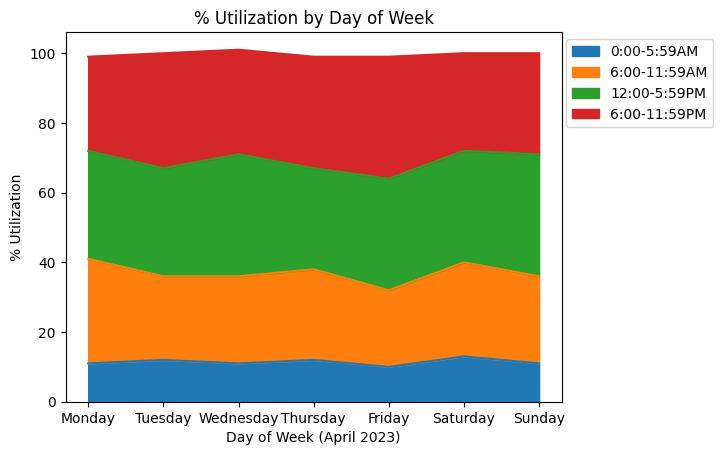 % Utilization by Day of Week
100
80
60
40
20
0
% Utilization
Monday Tuesday Wednesday Thursday Friday Saturday Sunday
Day of Week (April 2023)
0:00-5:59AM
6:00-11:59AM
12:00-5:59PM
6:00-11:59PM